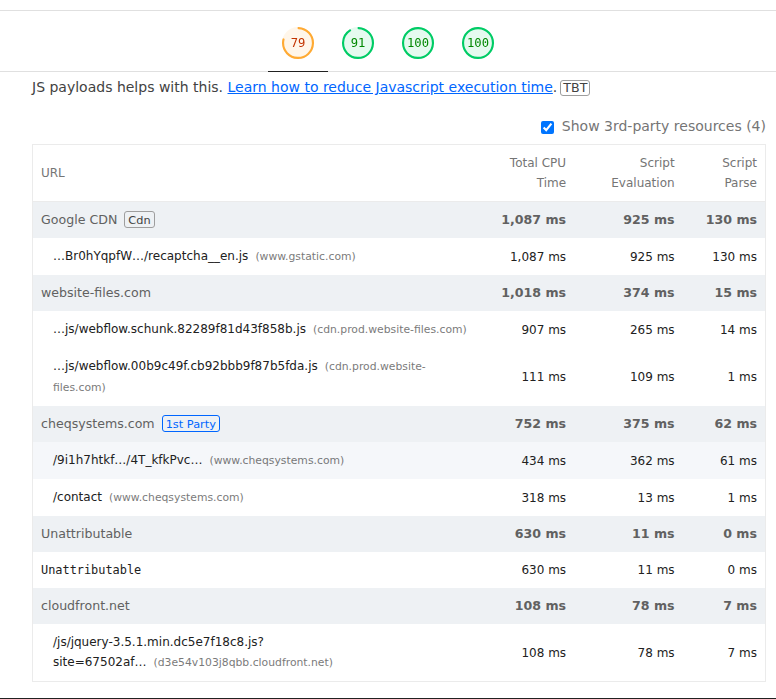 79 91 100 100
JS payloads helps with this. Learn how to reduce Javascript execution time. TBT
Show 3rd-party resources (4)
URL Total CPU Time Script Evaluation Script Parse
Google CDN Cdn 1,087 ms 925 ms 130 ms
…Br0hYqpfW…/recaptcha__en.js (www.gstatic.com) 1,087 ms 925 ms 130 ms
website-files.com 1,018 ms 374 ms 15 ms
…js/webflow.schunk.82289f81d43f858b.js (cdn.prod.website-files.com) 907 ms 265 ms 14 ms
…js/webflow.00b9c49f.cb92bbb9f87b5fda.js (cdn.prod.website-
files.com) 111 ms 109 ms 1 ms
cheqsystems.com 1st Party 752 ms 375 ms 62 ms
/9i1h7htkf…/4T_kfkPvc… (www.cheqsystems.com) 434 ms 362 ms 61 ms
/contact (www.cheqsystems.com) 318 ms 13 ms 1 ms
Unattributable 630 ms 11 ms 0 ms
Unattributable 630 ms 11 ms 0 ms
cloudfront.net 108 ms 78 ms 7 ms
/js/jquery-3.5.1.min.dc5e7f18c8.js?
site=67502af… (d3e54v103j8qbb.cloudfront.net) 108 ms 78 ms 7 ms